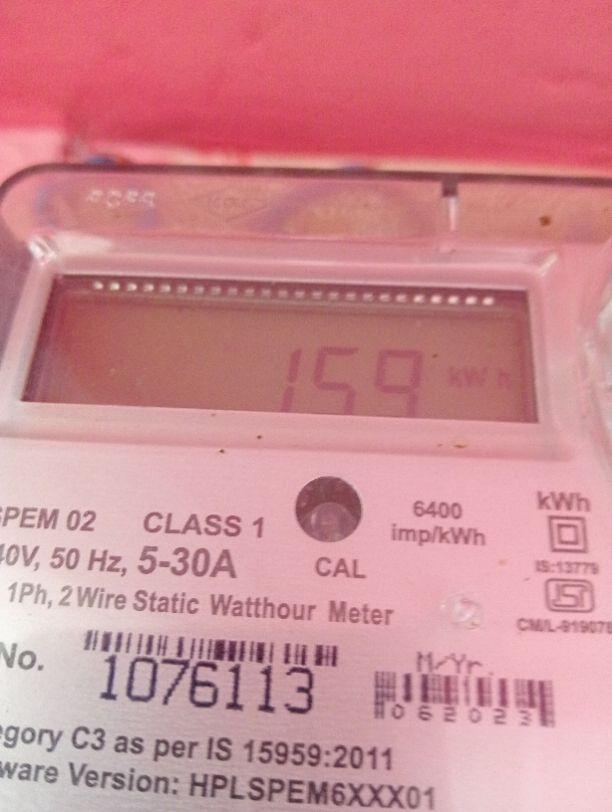 159 kWh
SPEM 02 CLASS 1
6400 imp/kWh
kWh
40V, 50 Hz, 5-30A
CAL
IS:13779
1Ph, 2 Wire Static Watthour Meter
CM/L-919078
No. 1076113
M/Yr.
062023
egory C3 as per IS 15959:2011
ware Version: HPLSPEM6XXX01